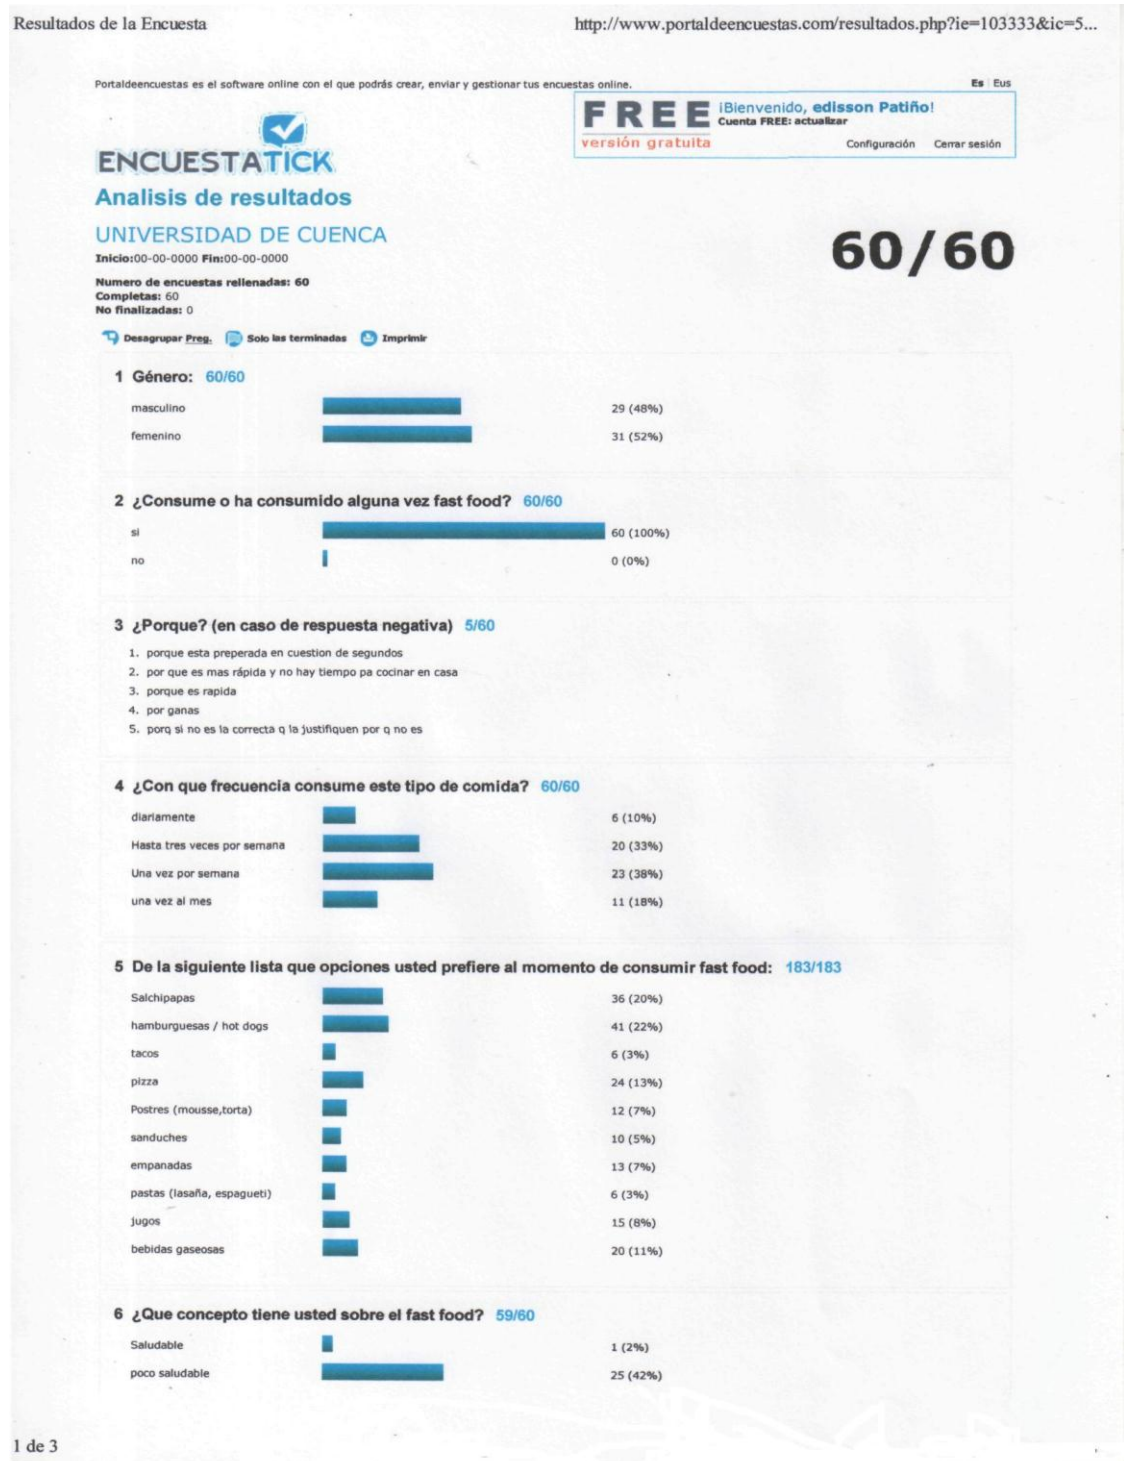 Resultados de la Encuesta
http://www.portaldeencuestas.com/resultados.php?ie=103333&ic=5...
Portaldeencuestas es el software online con el que podrás crear, enviar y gestionar tus encuestas online.
Es Eus
FREE
versión gratuita
¡Bienvenido, edisson Patiño!
Cuenta FREE: actualizar
Configuración Cerrar sesión
ENCUESTATICK
Analisis de resultados
UNIVERSIDAD DE CUENCA
Inicio:00-00-0000 Fin:00-00-0000
60/60
Numero de encuestas rellenadas: 60
Completas: 60
No finalizadas: 0
Desagrupar Preg. Solo las terminadas Imprimir
1 Género: 60/60
masculino 29 (48%)
femenino 31 (52%)
2 ¿Consume o ha consumido alguna vez fast food? 60/60
si 60 (100%)
no 0 (0%)
3 ¿Porque? (en caso de respuesta negativa) 5/60
1. porque esta preperada en cuestion de segundos
2. por que es mas rápida y no hay tiempo pa cocinar en casa
3. porque es rapida
4. por ganas
5. porq si no es la correcta q la justifiquen por q no es
4 ¿Con que frecuencia consume este tipo de comida? 60/60
diariamente 6 (10%)
Hasta tres veces por semana 20 (33%)
Una vez por semana 23 (38%)
una vez al mes 11 (18%)
5 De la siguiente lista que opciones usted prefiere al momento de consumir fast food: 183/183
Salchipapas 36 (20%)
hamburguesas / hot dogs 41 (22%)
tacos 6 (3%)
pizza 24 (13%)
Postres (mousse,torta) 12 (7%)
sanduches 10 (5%)
empanadas 13 (7%)
pastas (lasaña, espagueti) 6 (3%)
jugos 15 (8%)
bebidas gaseosas 20 (11%)
6 ¿Que concepto tiene usted sobre el fast food? 59/60
Saludable 1 (2%)
poco saludable 25 (42%)
1 de 3